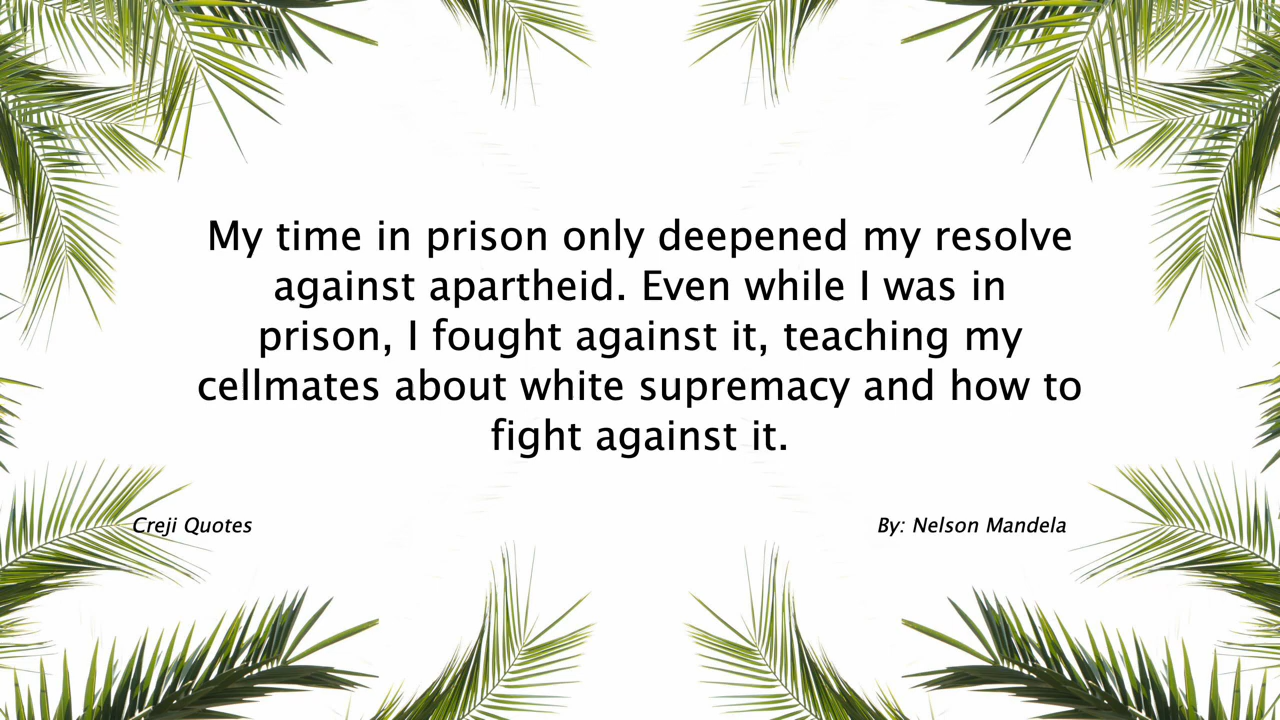 My time in prison only deepened my resolve
against apartheid. Even while I was in
prison, I fought against it, teaching my
cellmates about white supremacy and how to
fight against it.
Creji Quotes
By: Nelson Mandela